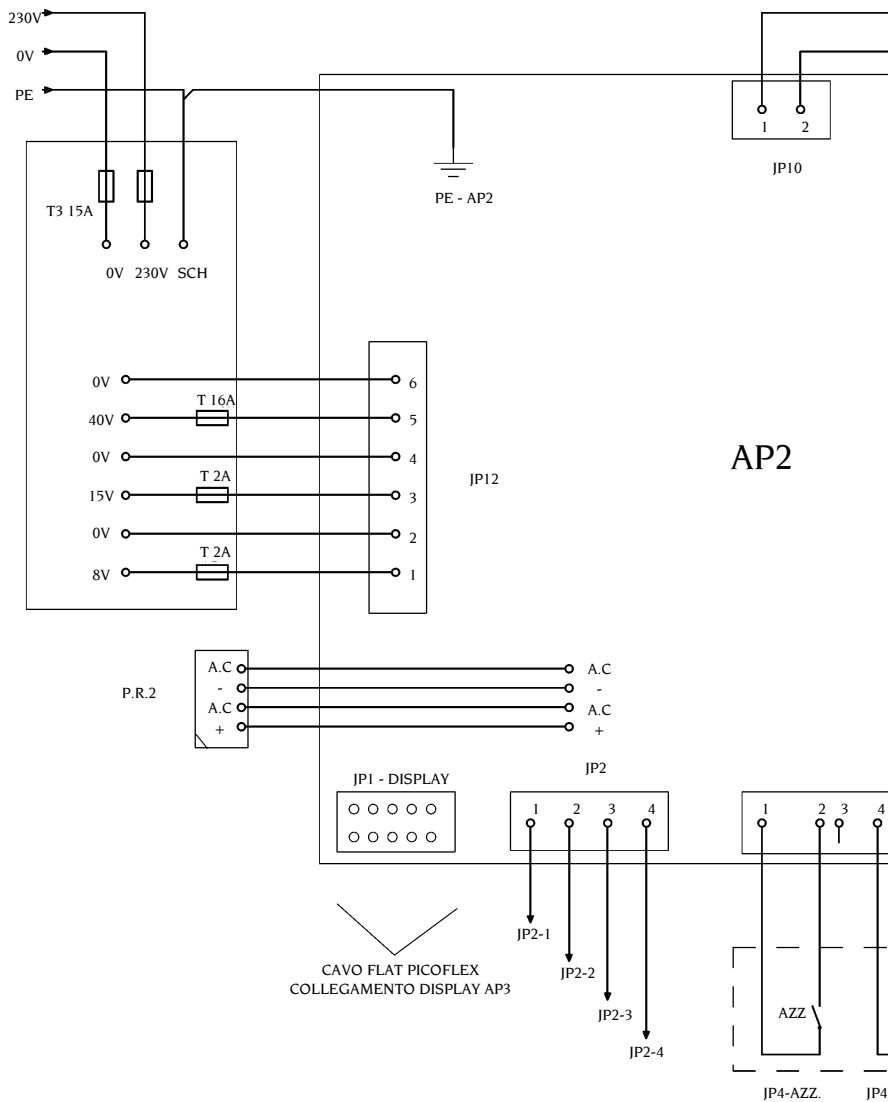 230V
0V
PE
1 2
JP10
PE - AP2
T3 15A
0V 230V SCH
0V
T 16A
6
40V
5
0V
4
T 2A
JP12
15V
3
0V
2
T 2A
8V
1
AP2
P.R.2
A.C
-
A.C
+
A.C
-
A.C
+
JP2
JP1 - DISPLAY
1 2 3 4
1 2 3 4
JP2-1
JP2-2
JP2-3
JP2-4
CAVO FLAT PICOFLEX
COLLEGAMENTO DISPLAY AP3
AZZ
JP4-AZZ.
JP4